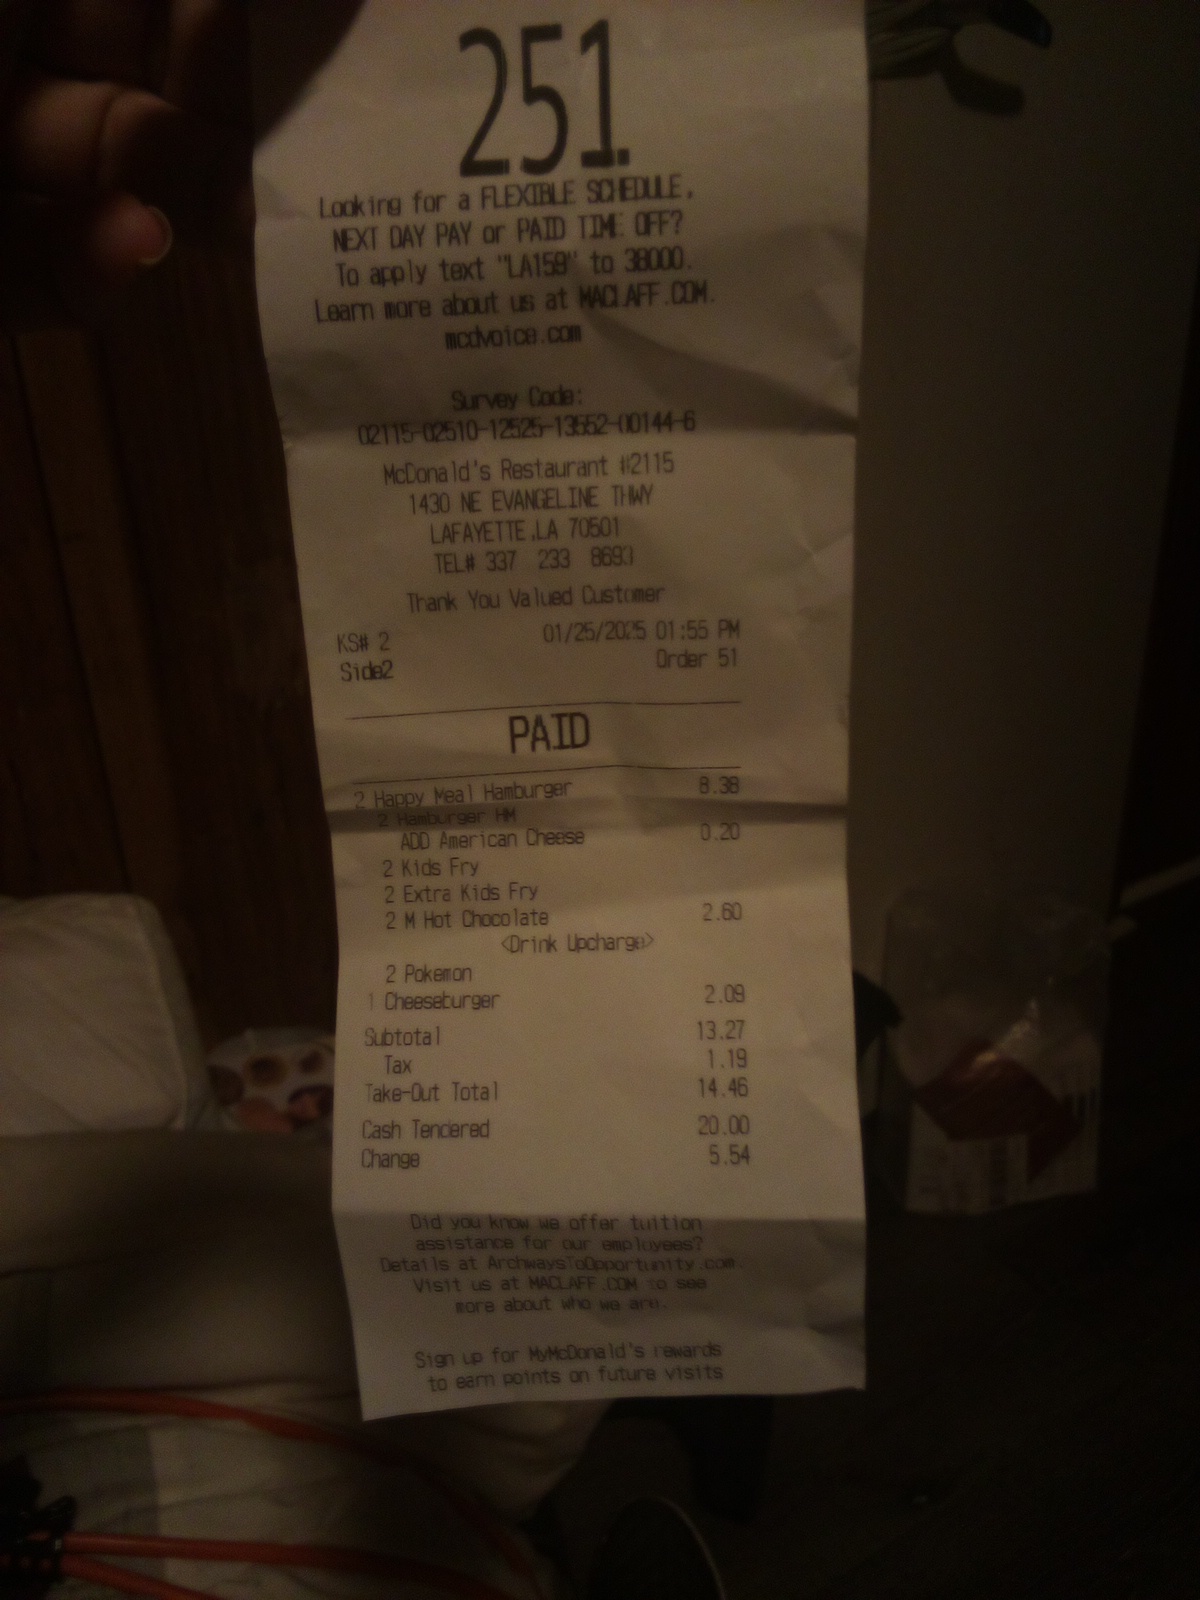 251.
Looking for a FLEXIBLE SCHEDULE,
NEXT DAY PAY or PAID TIME OFF?
To apply text "LA159" to 38000.
Learn more about us at MACLAFF.COM.
mcdvoice.com
Survey Code:
02115-02510-12525-13552-00144-6
McDonald's Restaurant #2115
1430 NE EVANGELINE THWY
LAFAYETTE,LA 70501
TEL# 337 233 8693
Thank You Valued Customer
KS# 2 01/25/2025 01:55 PM
Side2 Order 51
PAID
2 Happy Meal Hamburger 8.38
2 Hamburger HM
ADD American Cheese 0.20
2 Kids Fry
2 Extra Kids Fry
2 M Hot Chocolate 2.60
<Drink Upcharge>
2 Pokemon
1 Cheeseburger 2.09
Subtotal 13.27
Tax 1.19
Take-Out Total 14.46
Cash Tendered 20.00
Change 5.54
Did you know we offer tuition
assistance for our employees?
Details at ArchwaysToOpportunity.com.
Visit us at MACLAFF.COM to see
more about who we are.
Sign up for MyMcDonald's rewards
to earn points on future visits